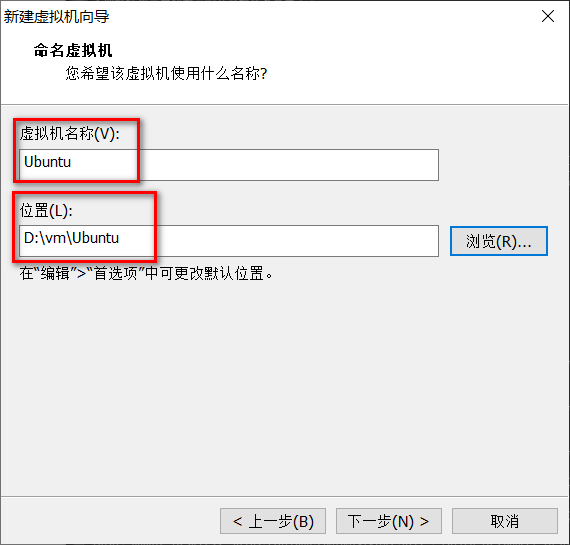 新建虚拟机向导
命名虚拟机
您希望该虚拟机使用什么名称?
虚拟机名称(V):
Ubuntu
位置(L):
D:\vm\Ubuntu
浏览(R)...
在“编辑”>“首选项”中可更改默认位置。
< 上一步(B) 下一步(N) > 取消